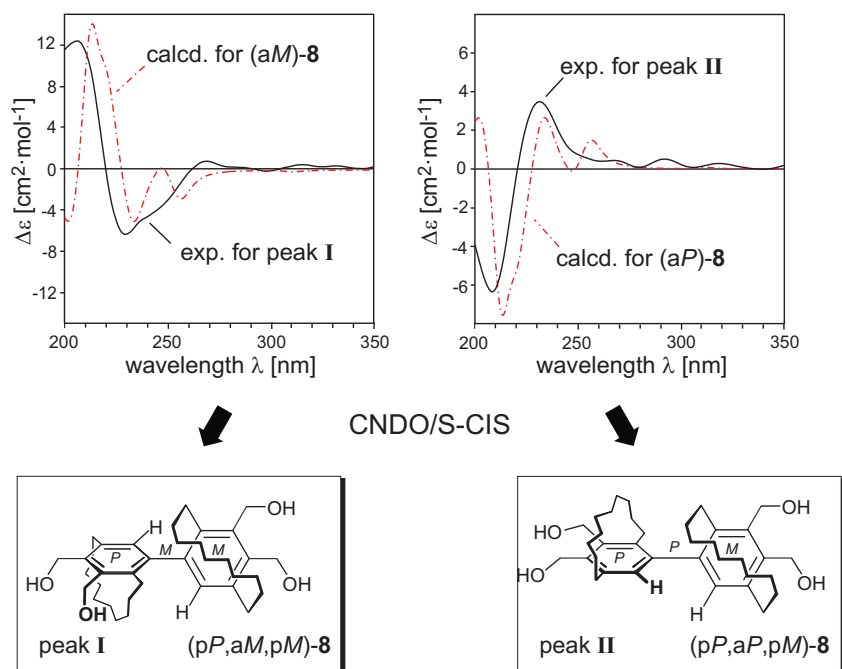 12
8
4
0
-4
-8
-12
Δε [cm²·mol⁻¹]
calcd. for (aM)-8
exp. for peak I
200 250 300 350
wavelength λ [nm]
6
4
2
0
-2
-4
-6
Δε [cm²·mol⁻¹]
exp. for peak II
calcd. for (aP)-8
200 250 300 350
wavelength λ [nm]
CNDO/S-CIS
OH
H
P M M
HO
OH
OH
H
peak I (pP,aM,pM)-8
OH
HO
P P M
HO
H
OH
H
peak II (pP,aP,pM)-8